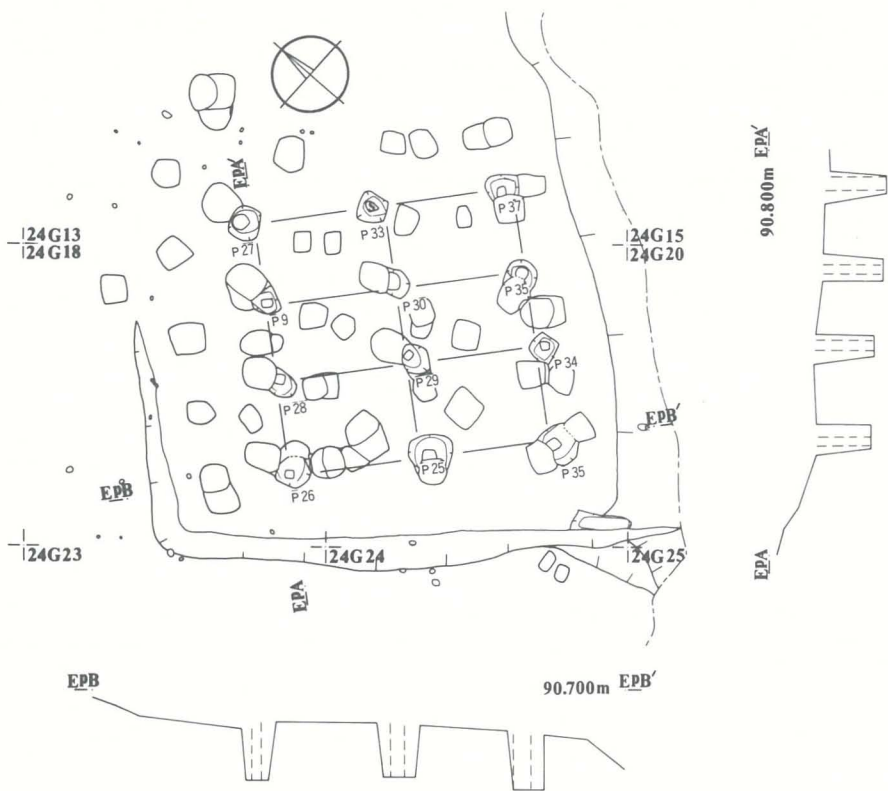 EPA′
90.800m
EPA′
P37
P33
P27
24G13
24G18
24G15
24G20
P35
P30
P9
P34
P29
P28
EPB′
P25
P35
P26
EPB
24G23
24G24
24G25
EPA
EPA
EPB
90.700m
EPB′